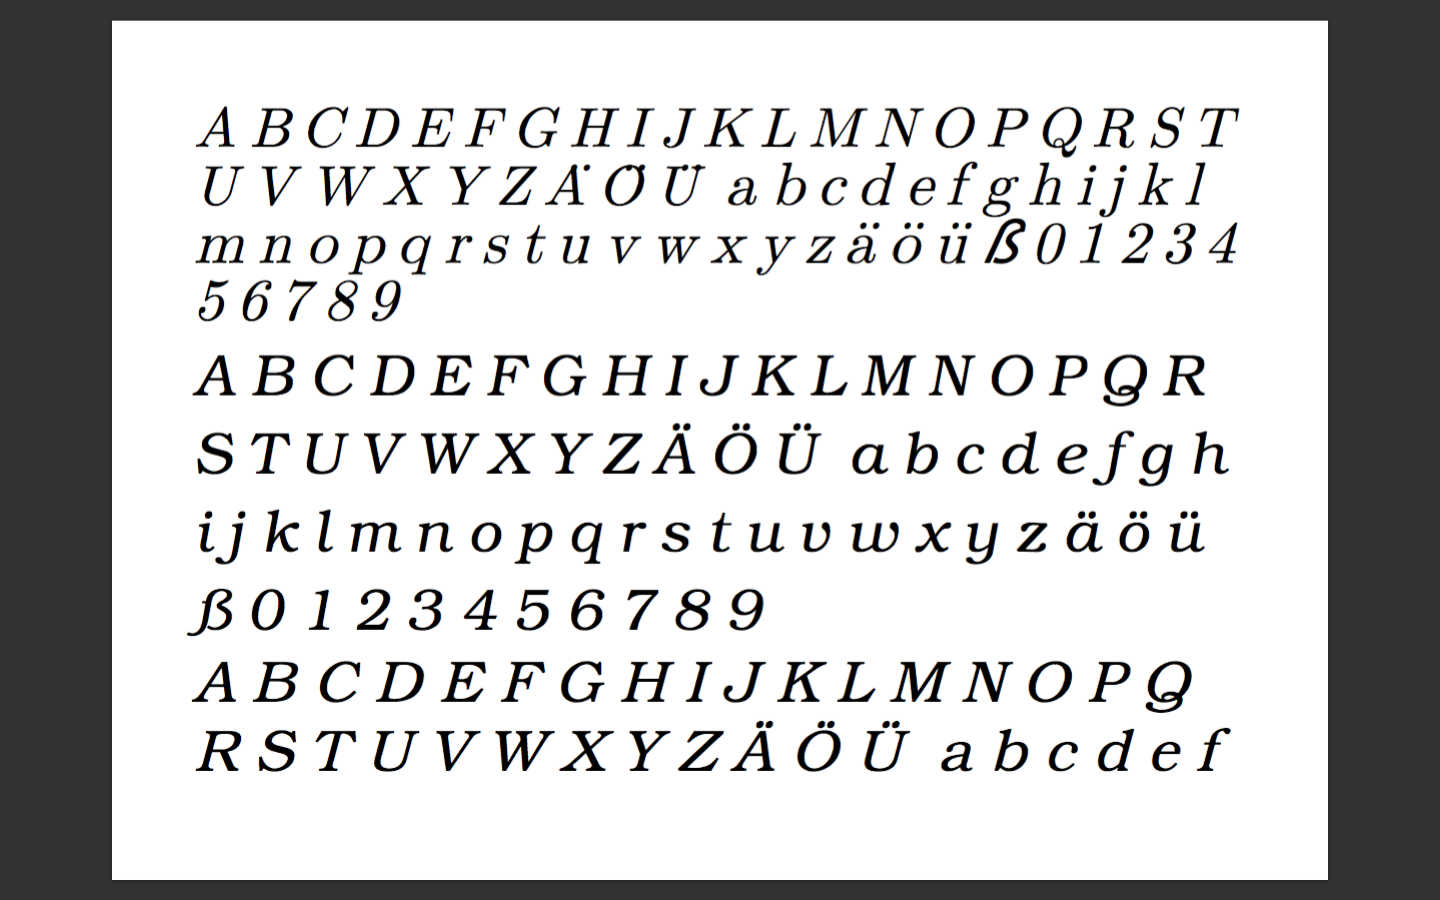 A B C D E F G H I J K L M N O P Q R S T
U V W X Y Z Ä Ö Ü a b c d e f g h i j k l
m n o p q r s t u v w x y z ä ö ü ß 0 1 2 3 4
5 6 7 8 9
A B C D E F G H I J K L M N O P Q R
S T U V W X Y Z Ä Ö Ü a b c d e f g h
i j k l m n o p q r s t u v w x y z ä ö ü
ß 0 1 2 3 4 5 6 7 8 9
A B C D E F G H I J K L M N O P Q
R S T U V W X Y Z Ä Ö Ü a b c d e f